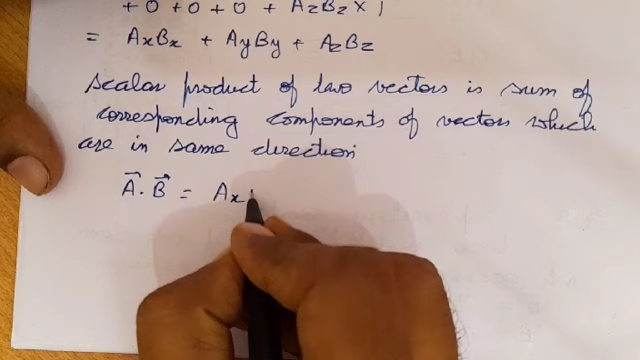 + 0 + 0 + 0 + AzBz × 1
= AxBx + AyBy + AzBz
scalar product of two vectors is sum of
corresponding components of vectors which
are in same direction
A⃗ . B⃗ = Ax